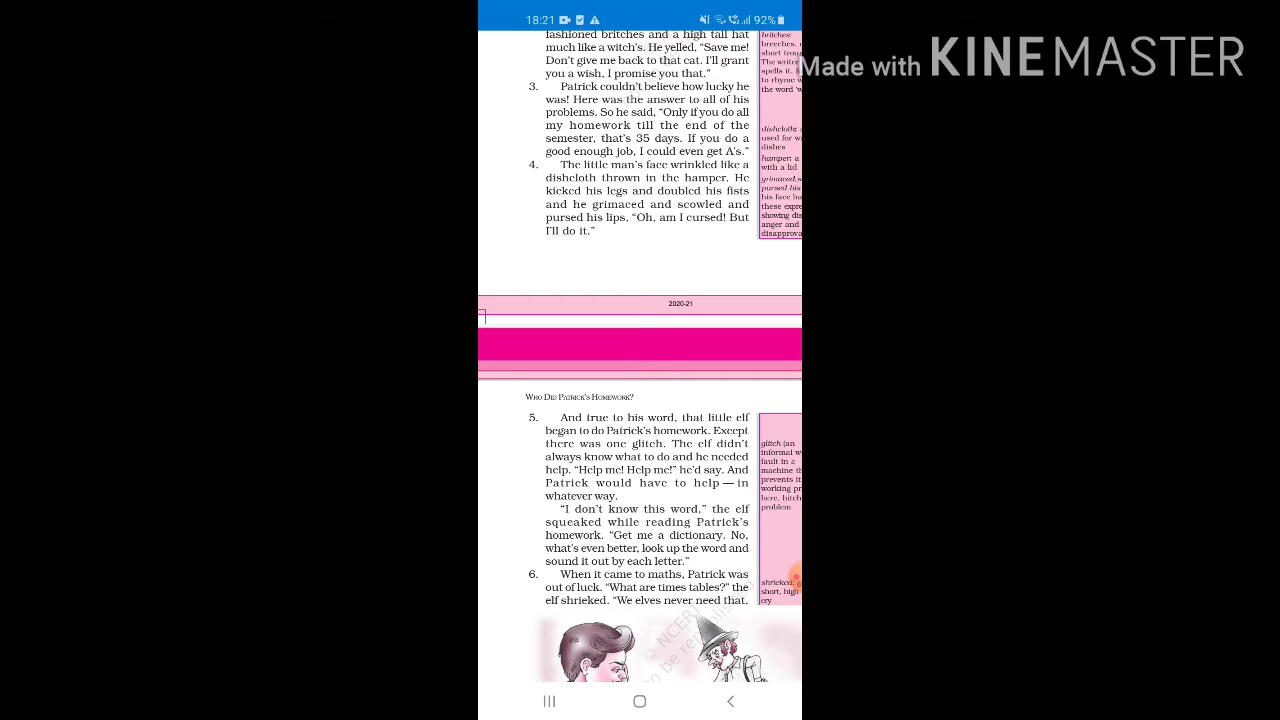 18:21
92%
Made with KINEMASTER
fashioned britches and a high tall hat
much like a witch's. He yelled, “Save me!
Don't give me back to that cat. I'll grant
you a wish, I promise you that.”
3. Patrick couldn't believe how lucky he
was! Here was the answer to all of his
problems. So he said, “Only if you do all
my homework till the end of the
semester, that's 35 days. If you do a
good enough job, I could even get A's.”
4. The little man's face wrinkled like a
dishcloth thrown in the hamper. He
kicked his legs and doubled his fists
and he grimaced and scowled and
pursed his lips, “Oh, am I cursed! But
I'll do it.”
britches:
breeches,
short trous
The writer
spells it,
to rhyme w
the word 'w
dishcloth: a
used for wa
dishes
hamper: a
with a lid
grimaced,
pursed his
his face ha
these expre
showing dis
anger and
disapprova
2020-21
WHO DID PATRICK'S HOMEWORK?
5. And true to his word, that little elf
began to do Patrick's homework. Except
there was one glitch. The elf didn't
always know what to do and he needed
help. “Help me! Help me!” he'd say. And
Patrick would have to help — in
whatever way.
“I don't know this word,” the elf
squeaked while reading Patrick's
homework. “Get me a dictionary. No,
what's even better, look up the word and
sound it out by each letter.”
6. When it came to maths, Patrick was
out of luck. “What are times tables?” the
elf shrieked. “We elves never need that.
glitch (an
informal w
fault in a
machine th
prevents it
working pr
here, hitch
problem
shrieked: g
short, high
cry
© NCERT
to be republished